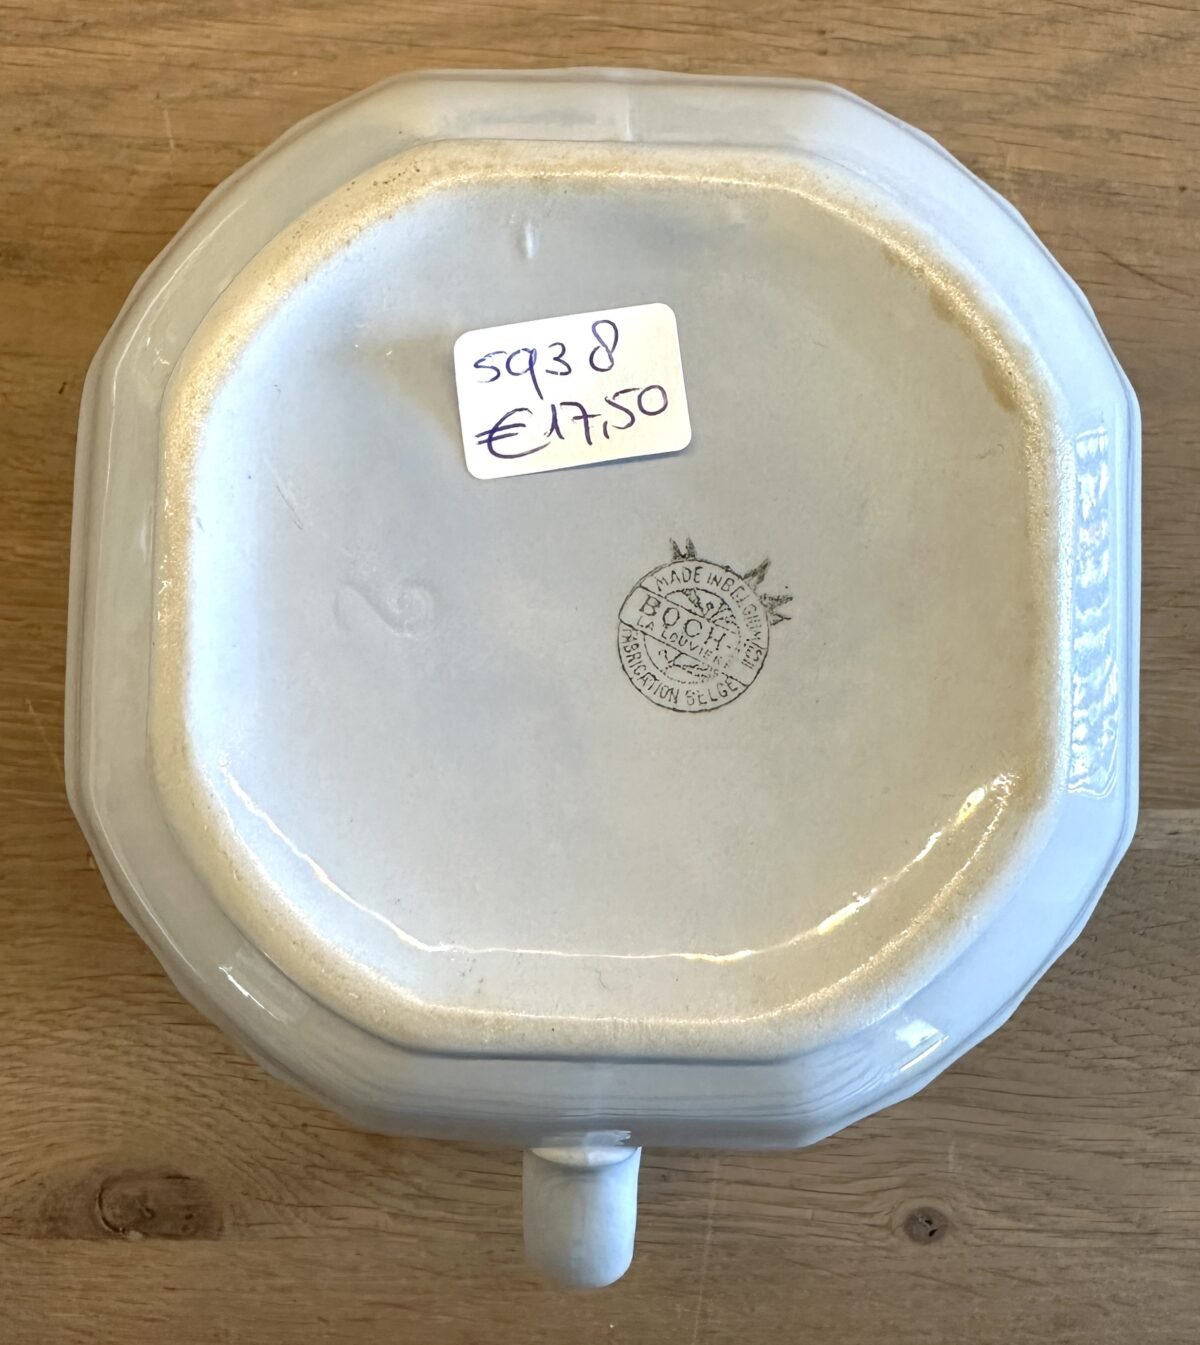 5938
€17,50
MADE IN BELGIUM
BOCH
LA LOUVIERE
FABRICATION BELGE